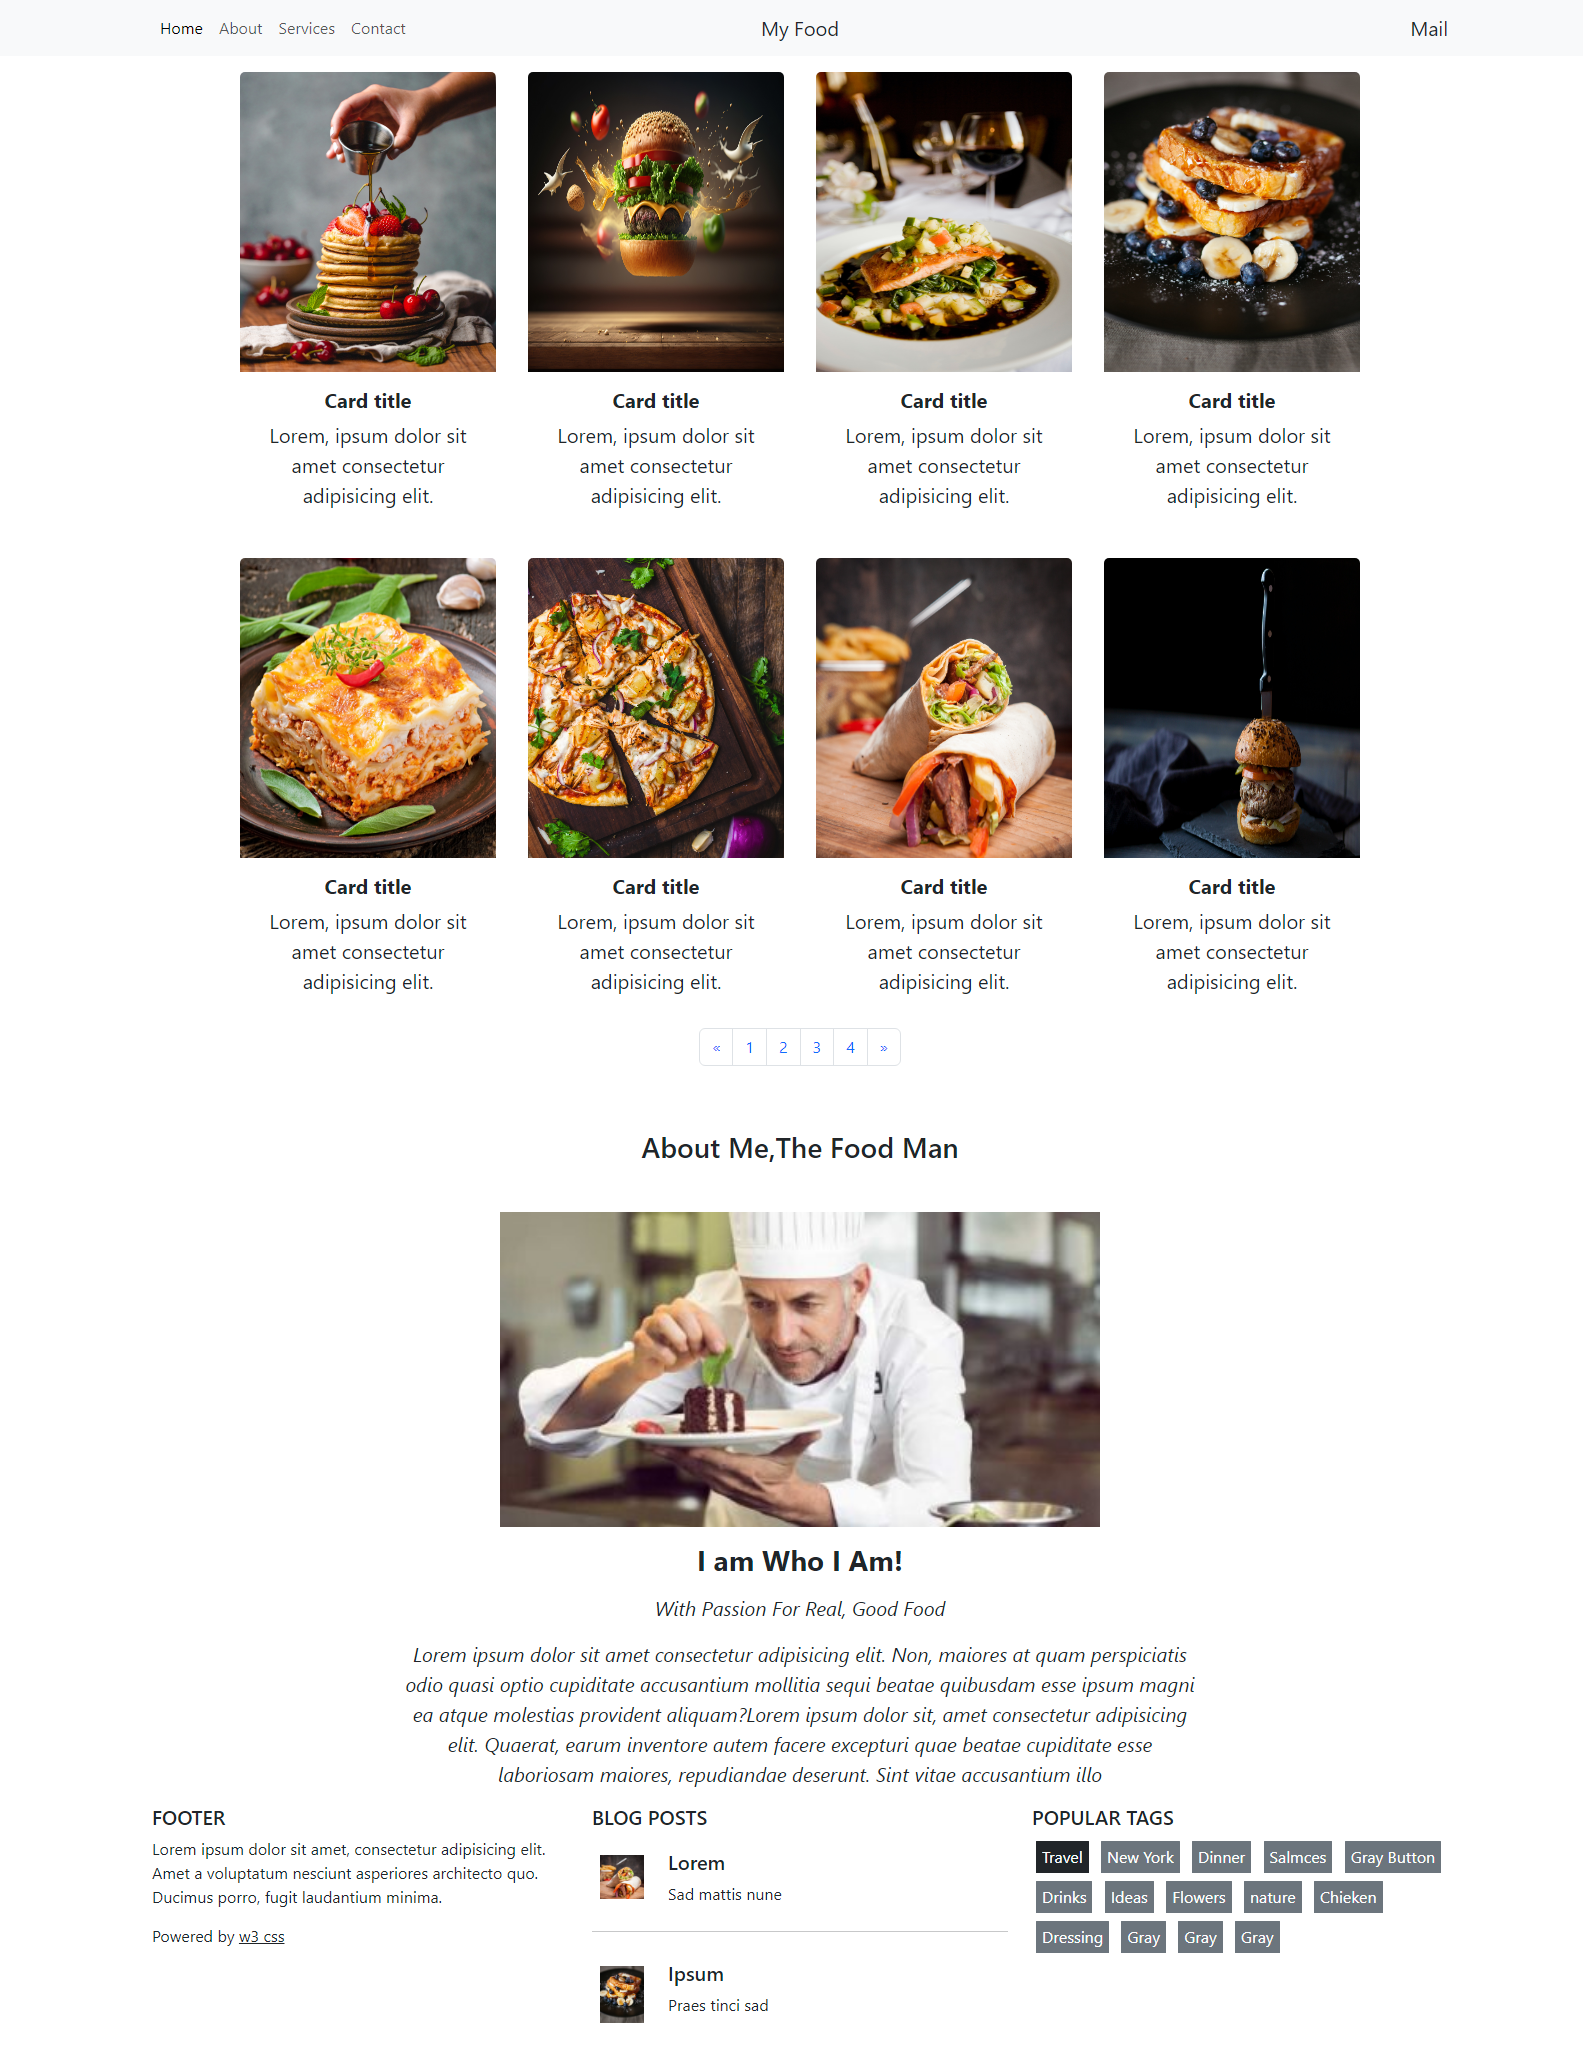 Home About Services Contact My Food Mail
Card title Card title Card title Card title
Lorem, ipsum dolor sit Lorem, ipsum dolor sit Lorem, ipsum dolor sit Lorem, ipsum dolor sit
amet consectetur amet consectetur amet consectetur amet consectetur
adipisicing elit. adipisicing elit. adipisicing elit. adipisicing elit.
Card title Card title Card title Card title
Lorem, ipsum dolor sit Lorem, ipsum dolor sit Lorem, ipsum dolor sit Lorem, ipsum dolor sit
amet consectetur amet consectetur amet consectetur amet consectetur
adipisicing elit. adipisicing elit. adipisicing elit. adipisicing elit.
« 1 2 3 4 »
About Me,The Food Man
I am Who I Am!
With Passion For Real, Good Food
Lorem ipsum dolor sit amet consectetur adipisicing elit. Non, maiores at quam perspiciatis
odio quasi optio cupiditate accusantium mollitia sequi beatae quibusdam esse ipsum magni
ea atque molestias provident aliquam?Lorem ipsum dolor sit, amet consectetur adipisicing
elit. Quaerat, earum inventore autem facere excepturi quae beatae cupiditate esse
laboriosam maiores, repudiandae deserunt. Sint vitae accusantium illo
FOOTER
Lorem ipsum dolor sit amet, consectetur adipisicing elit.
Amet a voluptatum nesciunt asperiores architecto quo.
Ducimus porro, fugit laudantium minima.
Powered by w3 css
BLOG POSTS
Lorem
Sad mattis nune
Ipsum
Praes tinci sad
POPULAR TAGS
Travel New York Dinner Salmces Gray Button
Drinks Ideas Flowers nature Chieken
Dressing Gray Gray Gray